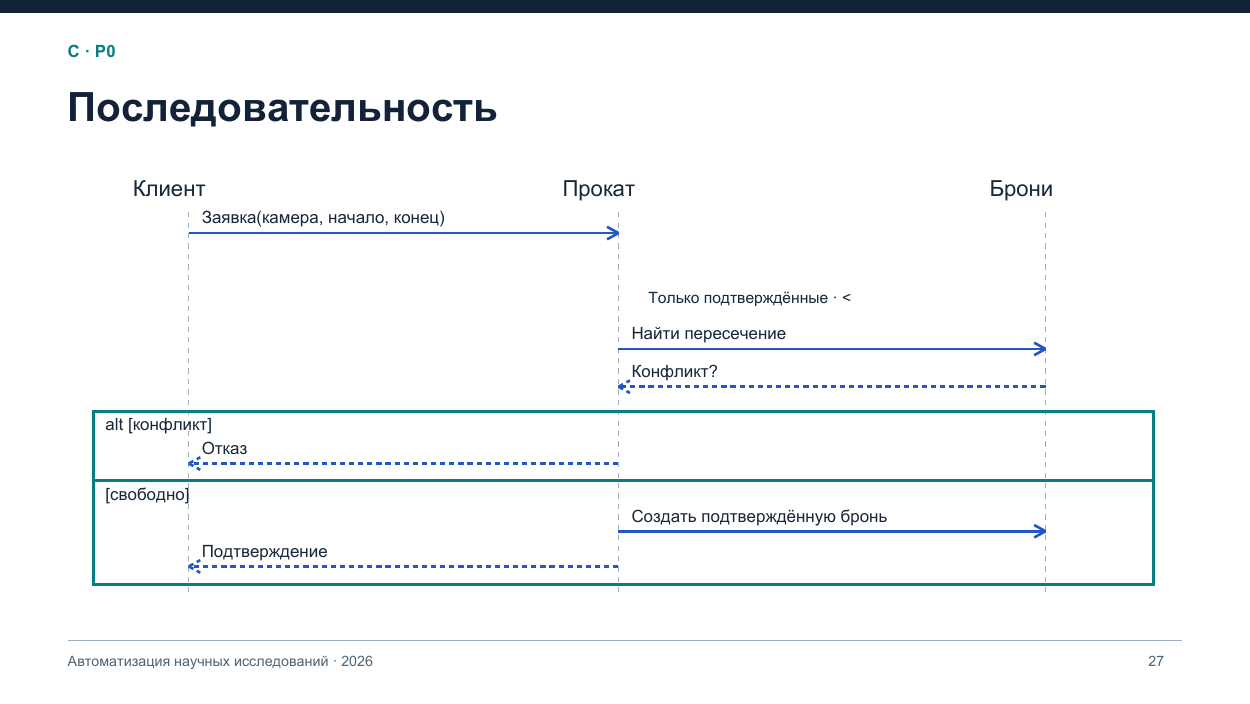 C · P0
Последовательность
Клиент
Прокат
Брони
Заявка(камера, начало, конец)
Только подтверждённые · <
Найти пересечение
Конфликт?
alt [конфликт]
Отказ
[свободно]
Создать подтверждённую бронь
Подтверждение
Автоматизация научных исследований · 2026
27